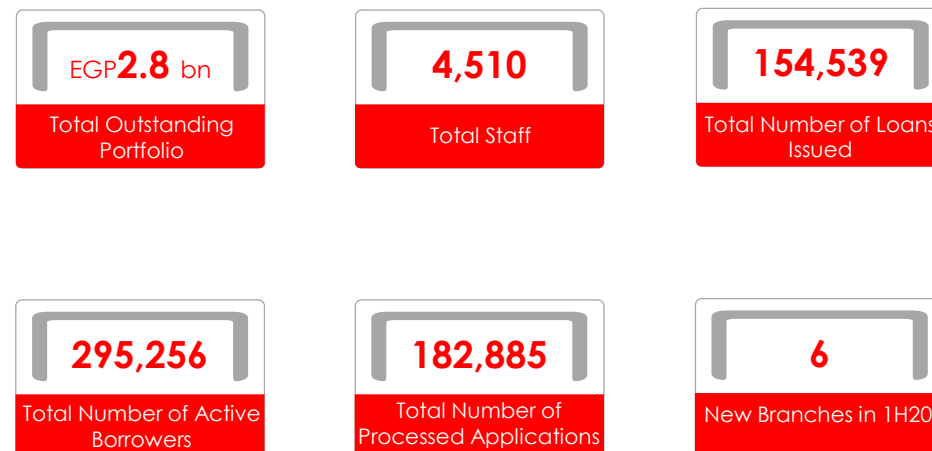 EGP2.8 bn
Total Outstanding
Portfolio
4,510
Total Staff
154,539
Total Number of Loans
Issued
295,256
Total Number of Active
Borrowers
182,885
Total Number of
Processed Applications
6
New Branches in 1H20